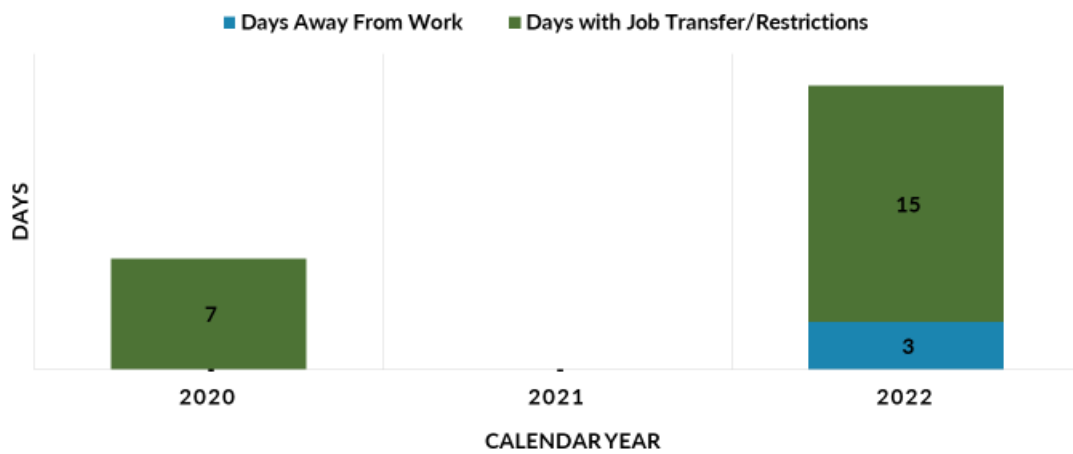 Days Away From Work Days with Job Transfer/Restrictions
DAYS
15
7
3
- -
2020 2021 2022
CALENDAR YEAR